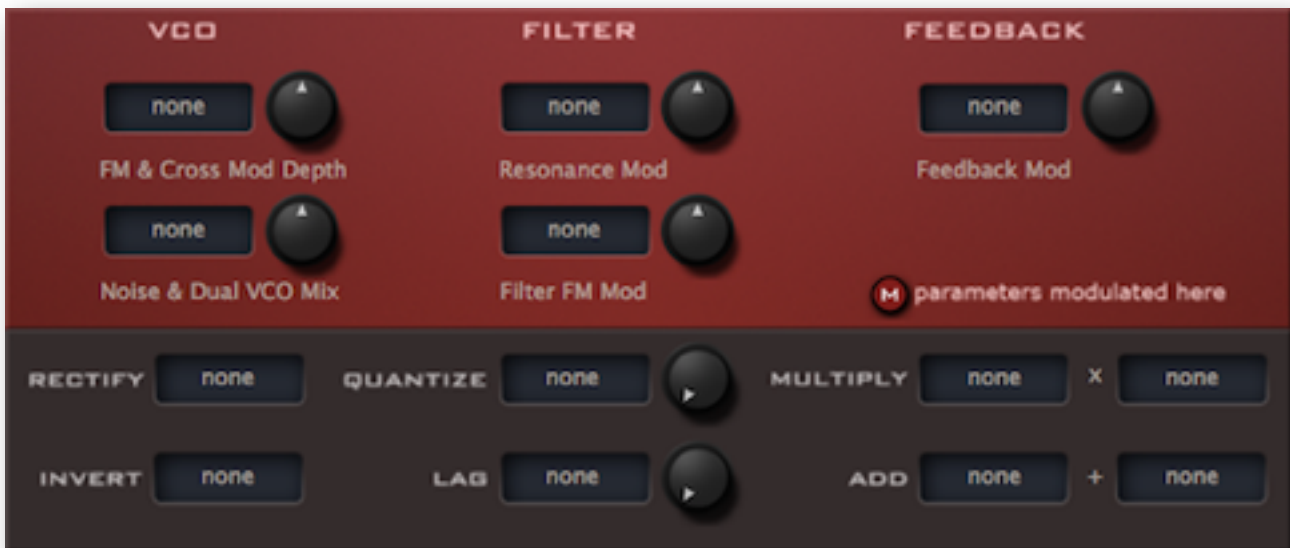 VCO FILTER FEEDBACK
none none none
FM & Cross Mod Depth Resonance Mod Feedback Mod
none none
Noise & Dual VCO Mix Filter FM Mod M parameters modulated here
RECTIFY none QUANTIZE none MULTIPLY none x none
INVERT none LAG none ADD none + none